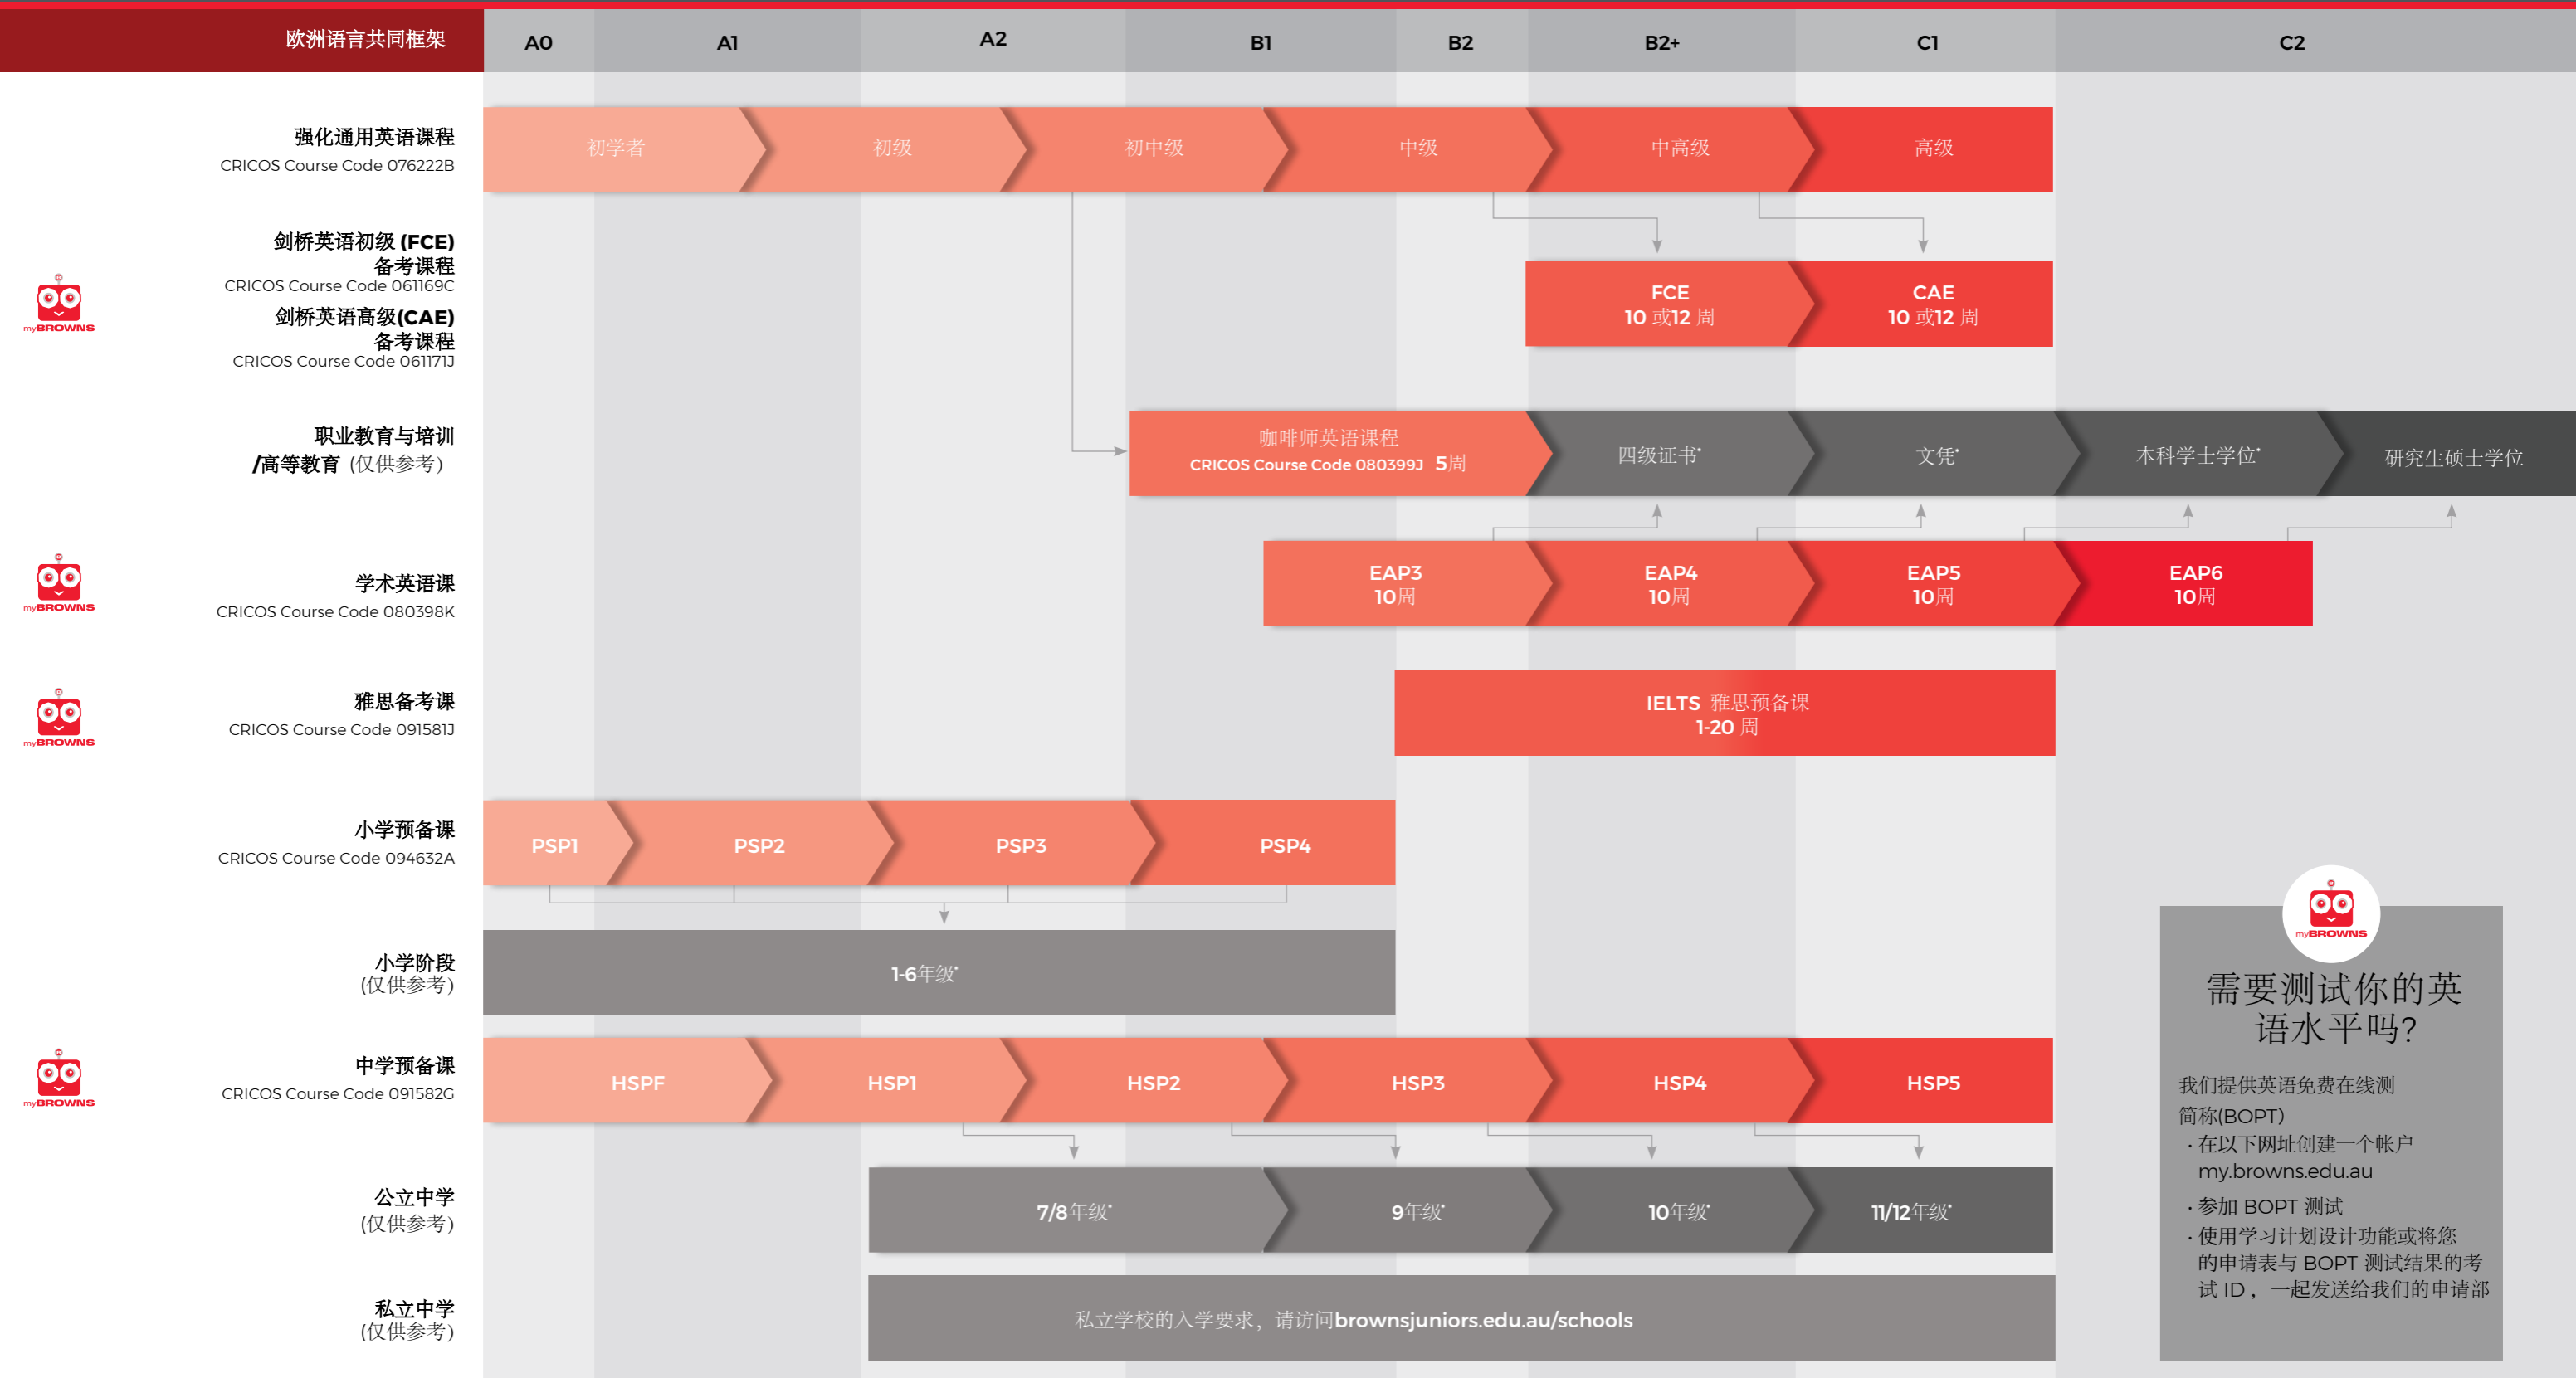 欧洲语言共同框架
A0 A1 A2 B1 B2 B2+ C1 C2
强化通用英语课程
CRICOS Course Code 076222B
初学者 初级 初中级 中级 中高级 高级
剑桥英语初级 (FCE)
备考课程
CRICOS Course Code 061169C
剑桥英语高级(CAE)
备考课程
CRICOS Course Code 061171J
myBROWNS
FCE
10 或12 周
CAE
10 或12 周
职业教育与培训
/高等教育 (仅供参考)
咖啡师英语课程
CRICOS Course Code 080399J 5周
四级证书*
文凭*
本科学士学位*
研究生硕士学位
myBROWNS
学术英语课
CRICOS Course Code 080398K
EAP3
10周
EAP4
10周
EAP5
10周
EAP6
10周
myBROWNS
雅思备考课
CRICOS Course Code 091581J
IELTS 雅思预备课
1-20 周
小学预备课
CRICOS Course Code 094632A
PSP1 PSP2 PSP3 PSP4
小学阶段
(仅供参考)
1-6年级*
myBROWNS
中学预备课
CRICOS Course Code 091582G
HSPF HSP1 HSP2 HSP3 HSP4 HSP5
公立中学
(仅供参考)
7/8年级* 9年级* 10年级* 11/12年级*
私立中学
(仅供参考)
私立学校的入学要求，请访问brownsjuniors.edu.au/schools
myBROWNS
需要测试你的英
语水平吗?
我们提供英语免费在线测
简称(BOPT)
· 在以下网址创建一个帐户
my.browns.edu.au
· 参加 BOPT 测试
· 使用学习计划设计功能或将您
的申请表与 BOPT 测试结果的考
试 ID ，一起发送给我们的申请部